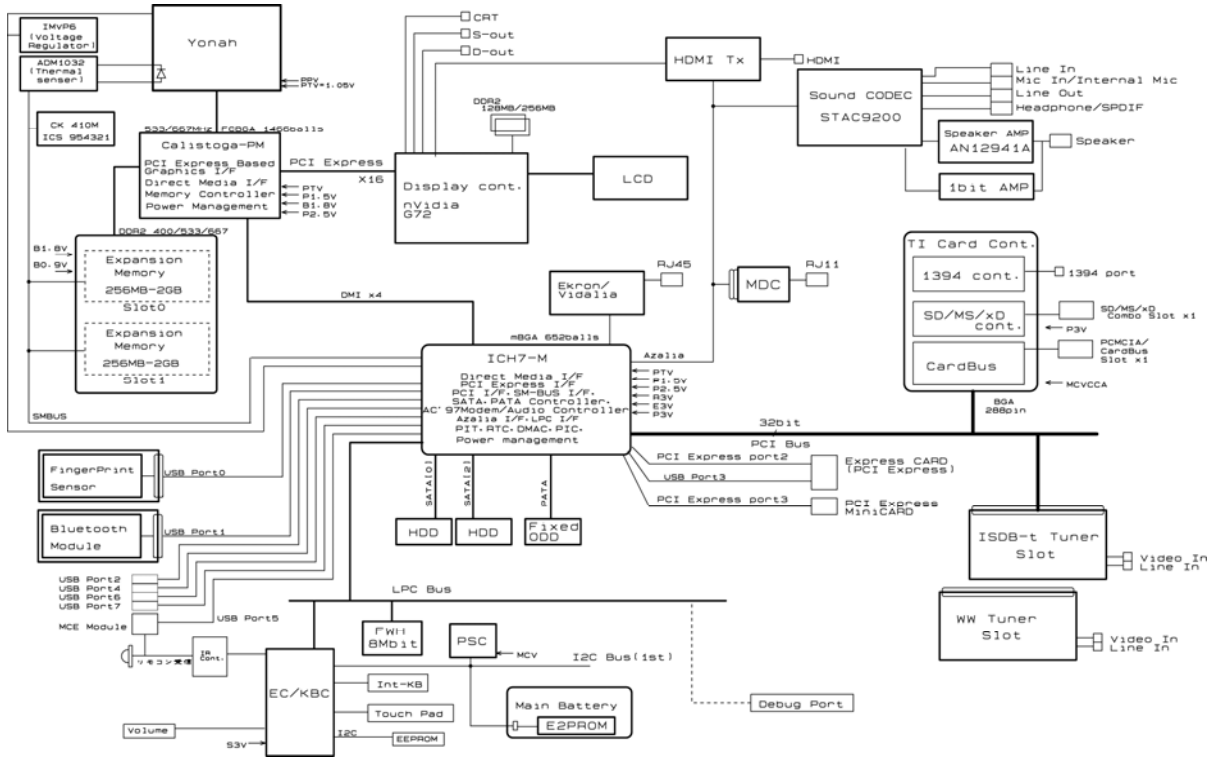 IMVP6
(Voltage
Regulator)
ADM1032
(Thermal
senser)
CK 410M
ICS 954321
Yonah
PPV
PTV=1.05V
533/667MHz FCBGA 1466balls
Calistoga-PM
PCI Express Based
Graphics I/F
Direct Media I/F
Memory Controller
Power Management
PTV
P1.5V
B1.8V
P2.5V
PCI Express
X16
CRT
S-out
D-out
DDR2
128MB/256MB
Display cont.
nVidia
G72
LCD
HDMI Tx
HDMI
Sound CODEC
STAC9200
Line In
Mic In/Internal Mic
Line Out
Headphone/SPDIF
Speaker AMP
AN12941A
Speaker
1bit AMP
DDR2 400/533/667
B1.8V
B0.9V
Expansion
Memory
256MB-2GB
Slot0
Expansion
Memory
256MB-2GB
Slot1
SMBUS
DMI x4
Ekron/
Vidalia
RJ45
MDC
RJ11
mBGA 652balls
Azalia
ICH7-M
Direct Media I/F
PCI Express I/F
PCI I/F, SM-BUS I/F,
SATA, PATA Controller,
AC'97Modem/Audio Controller
Azalia I/F, LPC I/F
PIT, RTC, DMAC, PIC,
Power management
PTV
P1.5V
P2.5V
R3V
E3V
P3V
TI Card Cont.
1394 cont.
1394 port
SD/MS/xD
cont.
SD/MS/xD
Combo Slot x1
P3V
CardBus
PCMCIA/
CardBus
Slot x1
MCVCCA
BGA
288pin
32bit
PCI Bus
PCI Express port2
Express CARD
(PCI Express)
USB Port3
PCI Express port3
PCI Express
MiniCARD
ISDB-t Tuner
Slot
Video In
Line In
WW Tuner
Slot
Video In
Line In
FingerPrint
Sensor
USB Port0
Bluetooth
Module
USB Port1
USB Port2
USB Port4
USB Port6
USB Port7
MCE Module
USB Port5
リモコン受信
IR
Cont.
SATA[0]
SATA[2]
PATA
HDD
HDD
Fixed
ODD
LPC Bus
FWH
8Mbit
PSC
MCV
I2C Bus(1st)
EC/KBC
Int-KB
Touch Pad
I2C
EEPROM
Volume
S3V
Main Battery
E2PROM
Debug Port